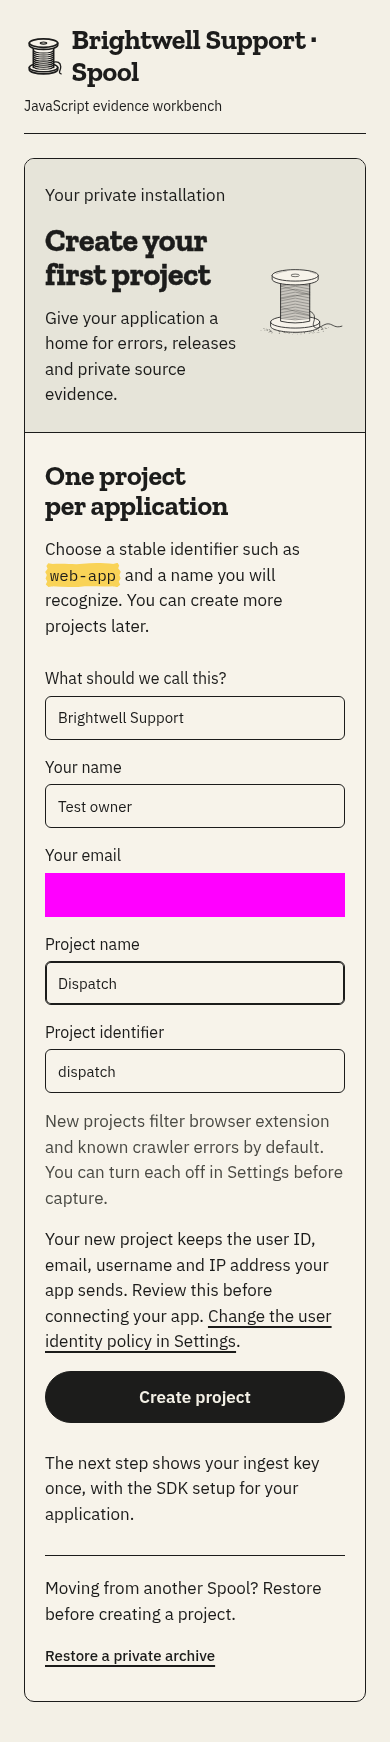 Brightwell Support ·
Spool
JavaScript evidence workbench
Your private installation
Create your
first project
Give your application a
home for errors, releases
and private source
evidence.
One project
per application
Choose a stable identifier such as
web-app and a name you will
recognize. You can create more
projects later.
What should we call this?
Brightwell Support
Your name
Test owner
Your email
Project name
Dispatch
Project identifier
dispatch
New projects filter browser extension
and known crawler errors by default.
You can turn each off in Settings before
capture.
Your new project keeps the user ID,
email, username and IP address your
app sends. Review this before
connecting your app. Change the user
identity policy in Settings.
Create project
The next step shows your ingest key
once, with the SDK setup for your
application.
Moving from another Spool? Restore
before creating a project.
Restore a private archive